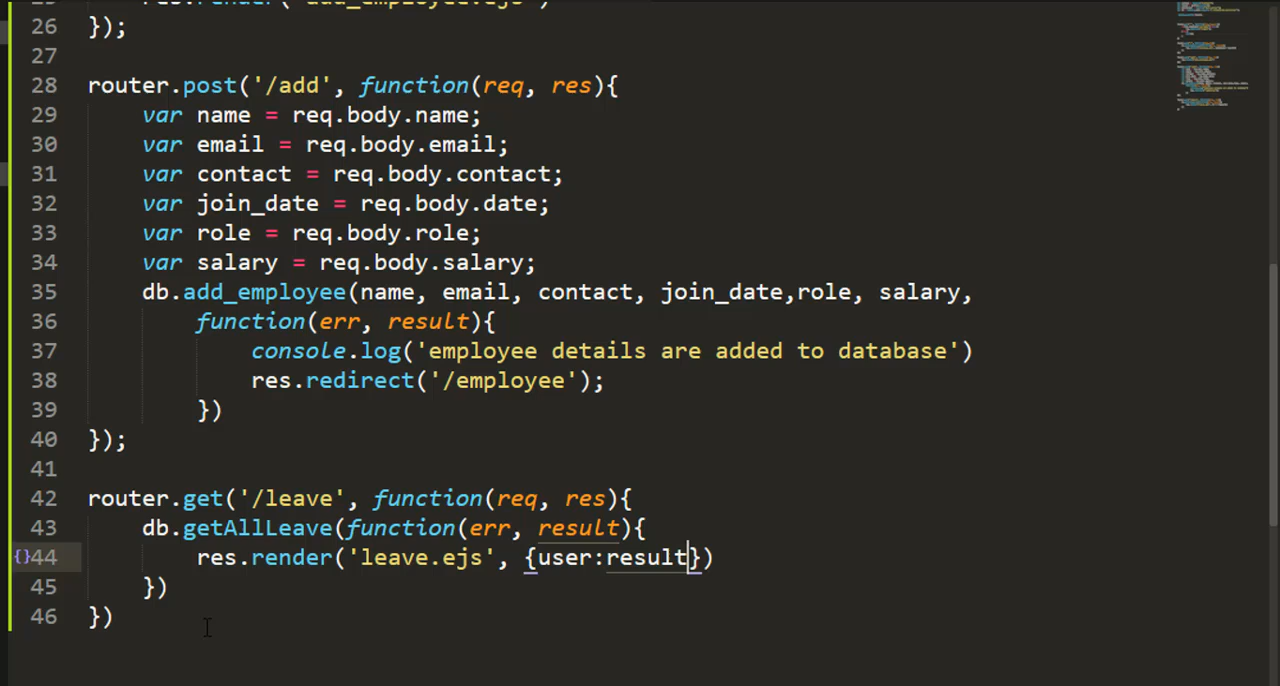 26 });
27
28 router.post('/add', function(req, res){
29 var name = req.body.name;
30 var email = req.body.email;
31 var contact = req.body.contact;
32 var join_date = req.body.date;
33 var role = req.body.role;
34 var salary = req.body.salary;
35 db.add_employee(name, email, contact, join_date,role, salary,
36 function(err, result){
37 console.log('employee details are added to database')
38 res.redirect('/employee');
39 })
40 });
41
42 router.get('/leave', function(req, res){
43 db.getAllLeave(function(err, result){
{}44 res.render('leave.ejs', {user:result})
45 })
46 })